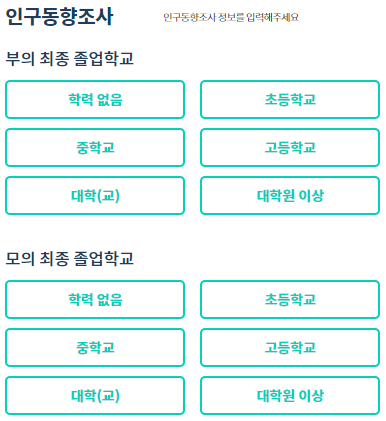 인구동향조사 인구동향조사 정보를 입력해주세요
부의 최종 졸업학교
학력 없음 초등학교
중학교 고등학교
대학(교) 대학원 이상
모의 최종 졸업학교
학력 없음 초등학교
중학교 고등학교
대학(교) 대학원 이상